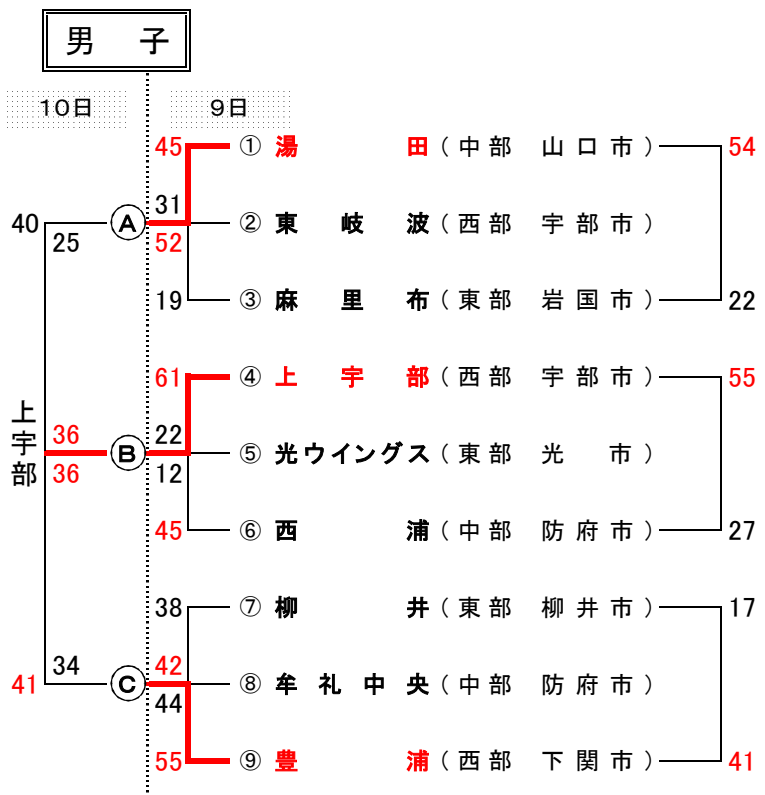 男 子
10日 9日
45 ① 湯 田 ( 中部 山口市 ) 54
31
40 Ⓐ ② 東 岐 波 ( 西部 宇部市 )
25 52
19 ③ 麻 里 布 ( 東部 岩国市 ) 22
61 ④ 上 宇 部 ( 西部 宇部市 ) 55
36 22
上宇部 Ⓑ ⑤ 光ウイングス ( 東部 光 市 )
36 12
45 ⑥ 西 浦 ( 中部 防府市 ) 27
38 ⑦ 柳 井 ( 東部 柳井市 ) 17
34 42
41 Ⓒ ⑧ 牟礼中央 ( 中部 防府市 )
44
55 ⑨ 豊 浦 ( 西部 下関市 ) 41